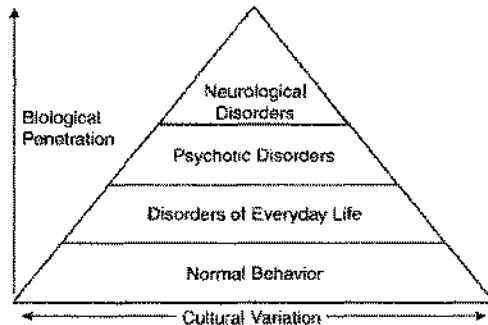 Neurological
Disorders
Biological
Penetration
Psychotic Disorders
Disorders of Everyday Life
Normal Behavior
Cultural Variation